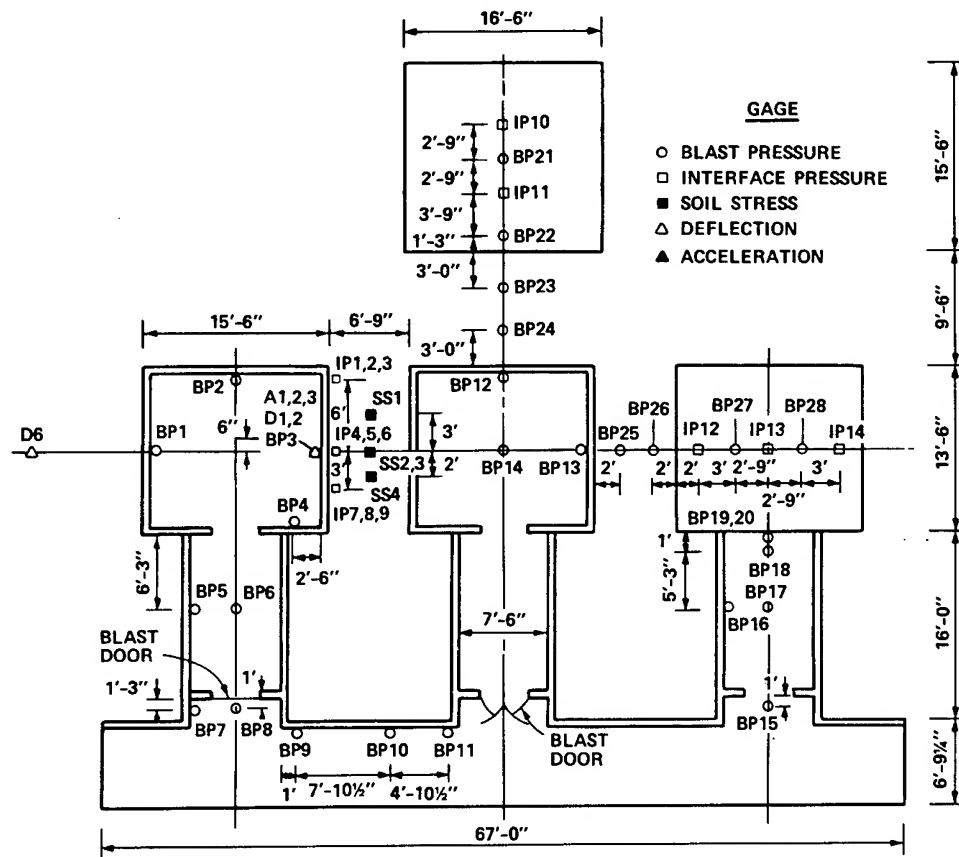 16'-6"
IP10
2'-9"
BP21
2'-9"
IP11
3'-9"
BP22
1'-3"
3'-0"
BP23
BP24
3'-0"
GAGE
BLAST PRESSURE
INTERFACE PRESSURE
SOIL STRESS
DEFLECTION
ACCELERATION
15'-6"
9'-6"
13'-6"
16'-0"
6'-9¼"
15'-6"
6'-9"
D6
BP1
BP2
6"
A1,2,3
D1,2
BP3
BP4
IP1,2,3
6'
IP4,5,6
3'
IP7,8,9
SS1
SS2,3
SS4
3'
2'
BP12
BP14
BP13
BP25
BP26
BP27
BP28
IP12
IP13
IP14
2'
2'
2'
3'
2'-9"
3'
2'-9"
BP19,20
1'
BP18
5'-3"
BP17
BP16
1'
BP15
6'-3"
2'-6"
BP5
BP6
7'-6"
BLAST
DOOR
1'
1'-3"
BP7
BP8
BP9
BP10
BP11
BLAST
DOOR
1'
7'-10½"
4'-10½"
67'-0"